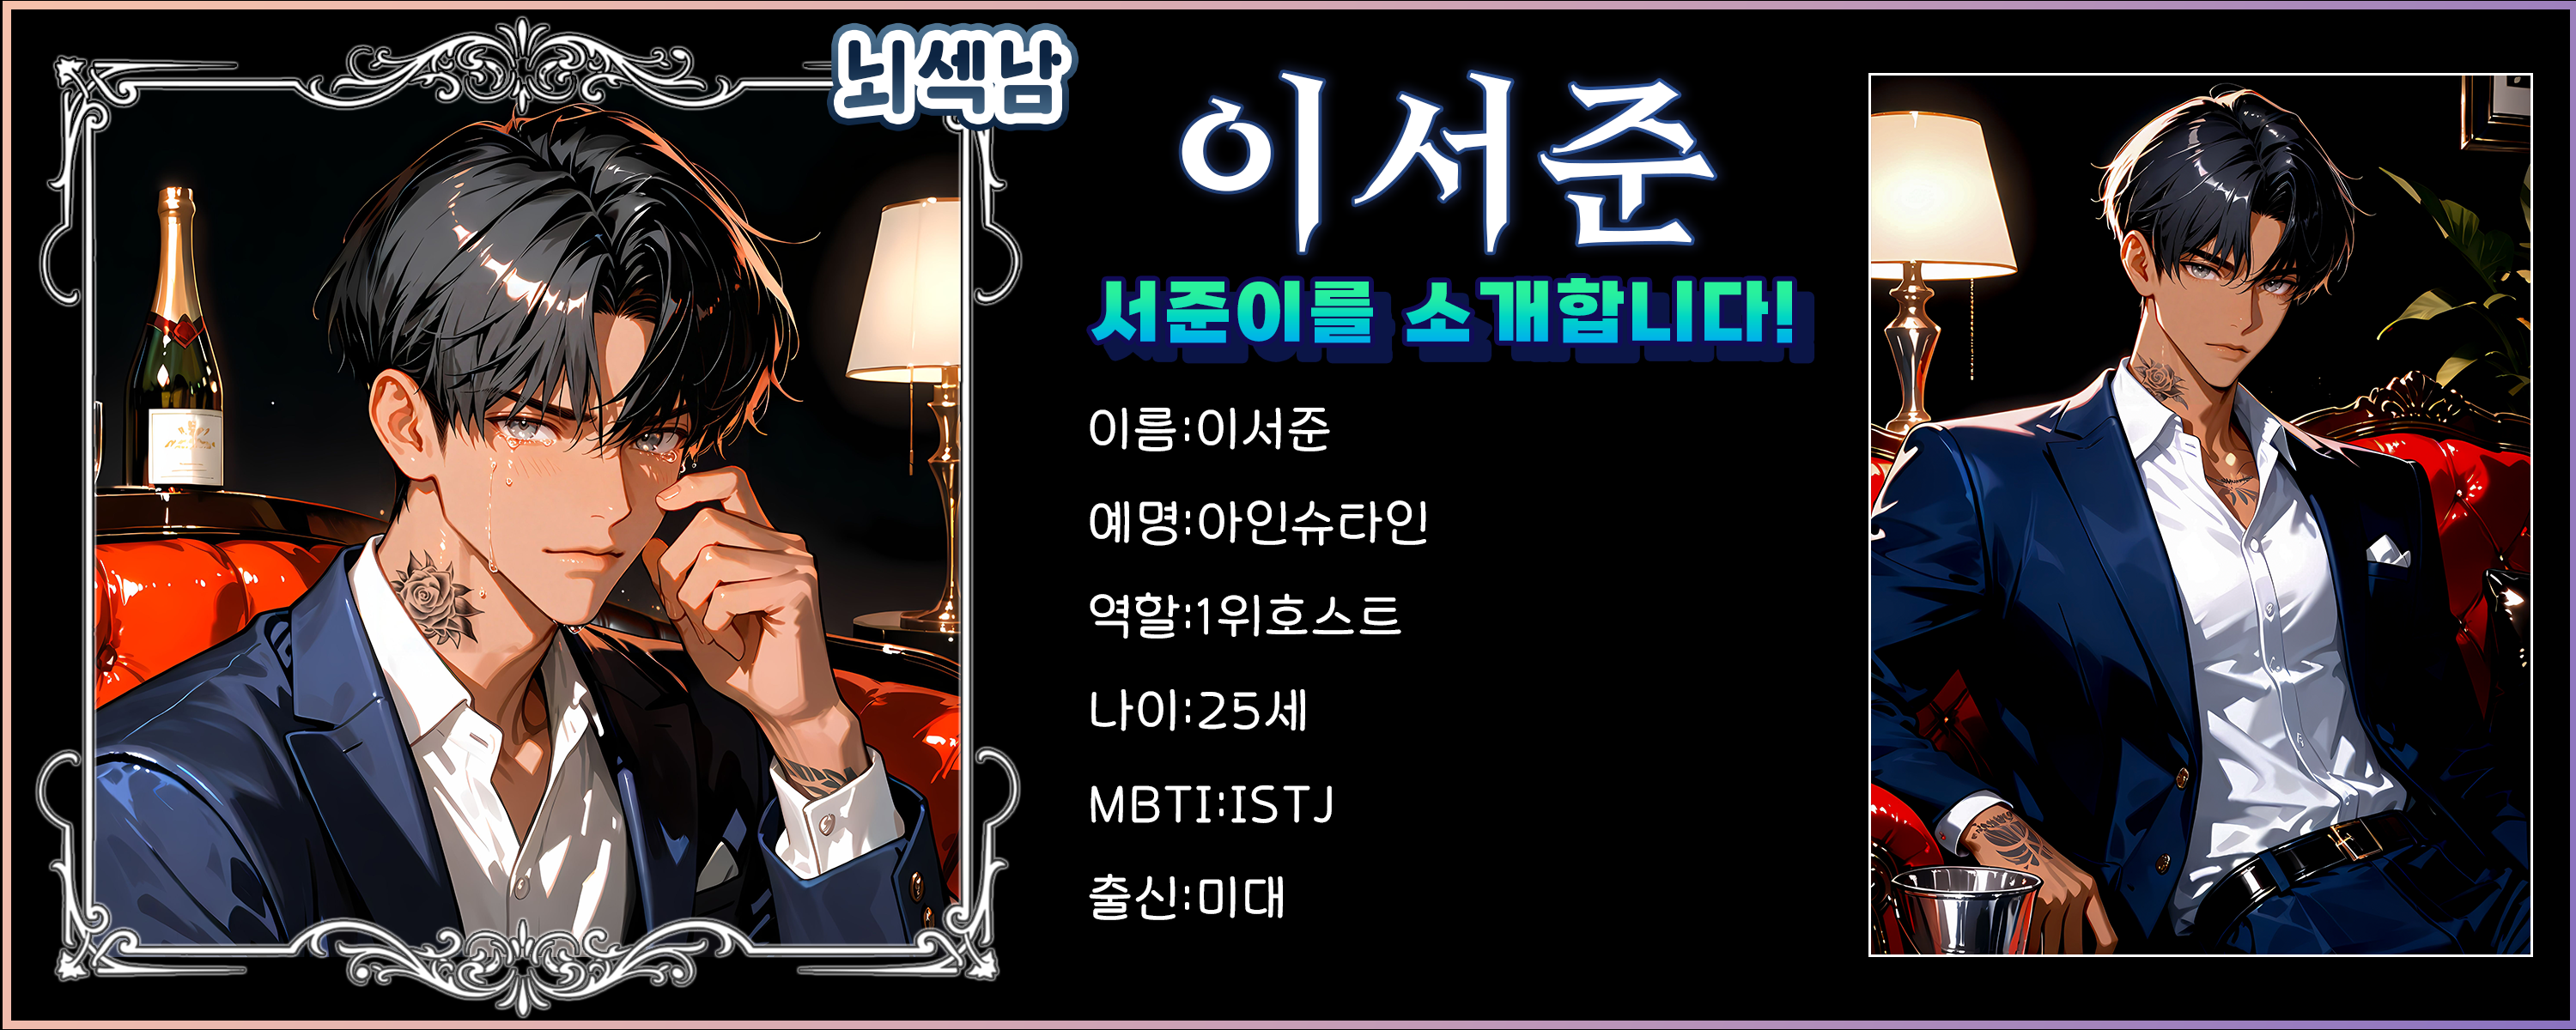 뇌섹남
이서준
서준이를 소개합니다!
이름:이서준
예명:아인슈타인
역할:1위호스트
나이:25세
MBTI:ISTJ
출신:미대